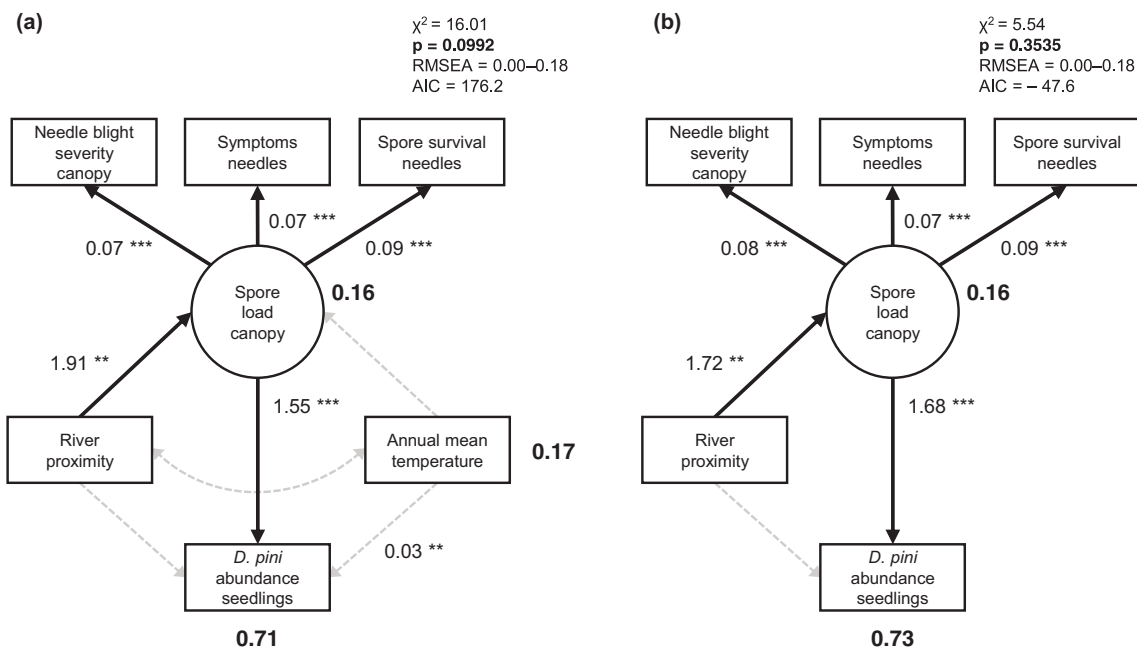 (a)
χ² = 16.01
p = 0.0992
RMSEA = 0.00–0.18
AIC = 176.2
Needle blight
severity
canopy
Symptoms
needles
Spore survival
needles
0.07 ***
0.07 ***
0.09 ***
Spore
load
canopy
0.16
1.91 **
1.55 ***
River
proximity
Annual mean
temperature
0.17
0.03 **
D. pini
abundance
seedlings
0.71
(b)
χ² = 5.54
p = 0.3535
RMSEA = 0.00–0.18
AIC = – 47.6
Needle blight
severity
canopy
Symptoms
needles
Spore survival
needles
0.08 ***
0.07 ***
0.09 ***
Spore
load
canopy
0.16
1.72 **
1.68 ***
River
proximity
D. pini
abundance
seedlings
0.73